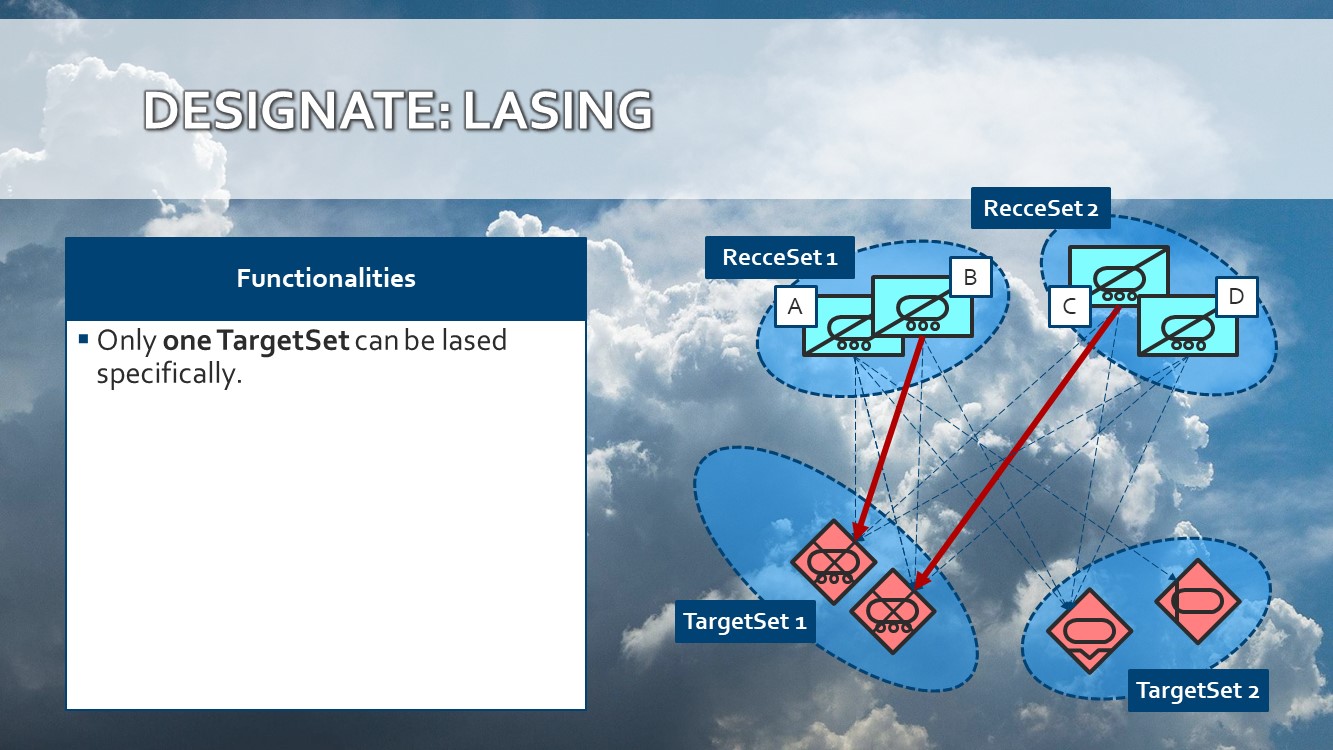 DESIGNATE: LASING
Functionalities
Only one TargetSet can be lased
specifically.
RecceSet 1
RecceSet 2
A
B
C
D
TargetSet 1
TargetSet 2